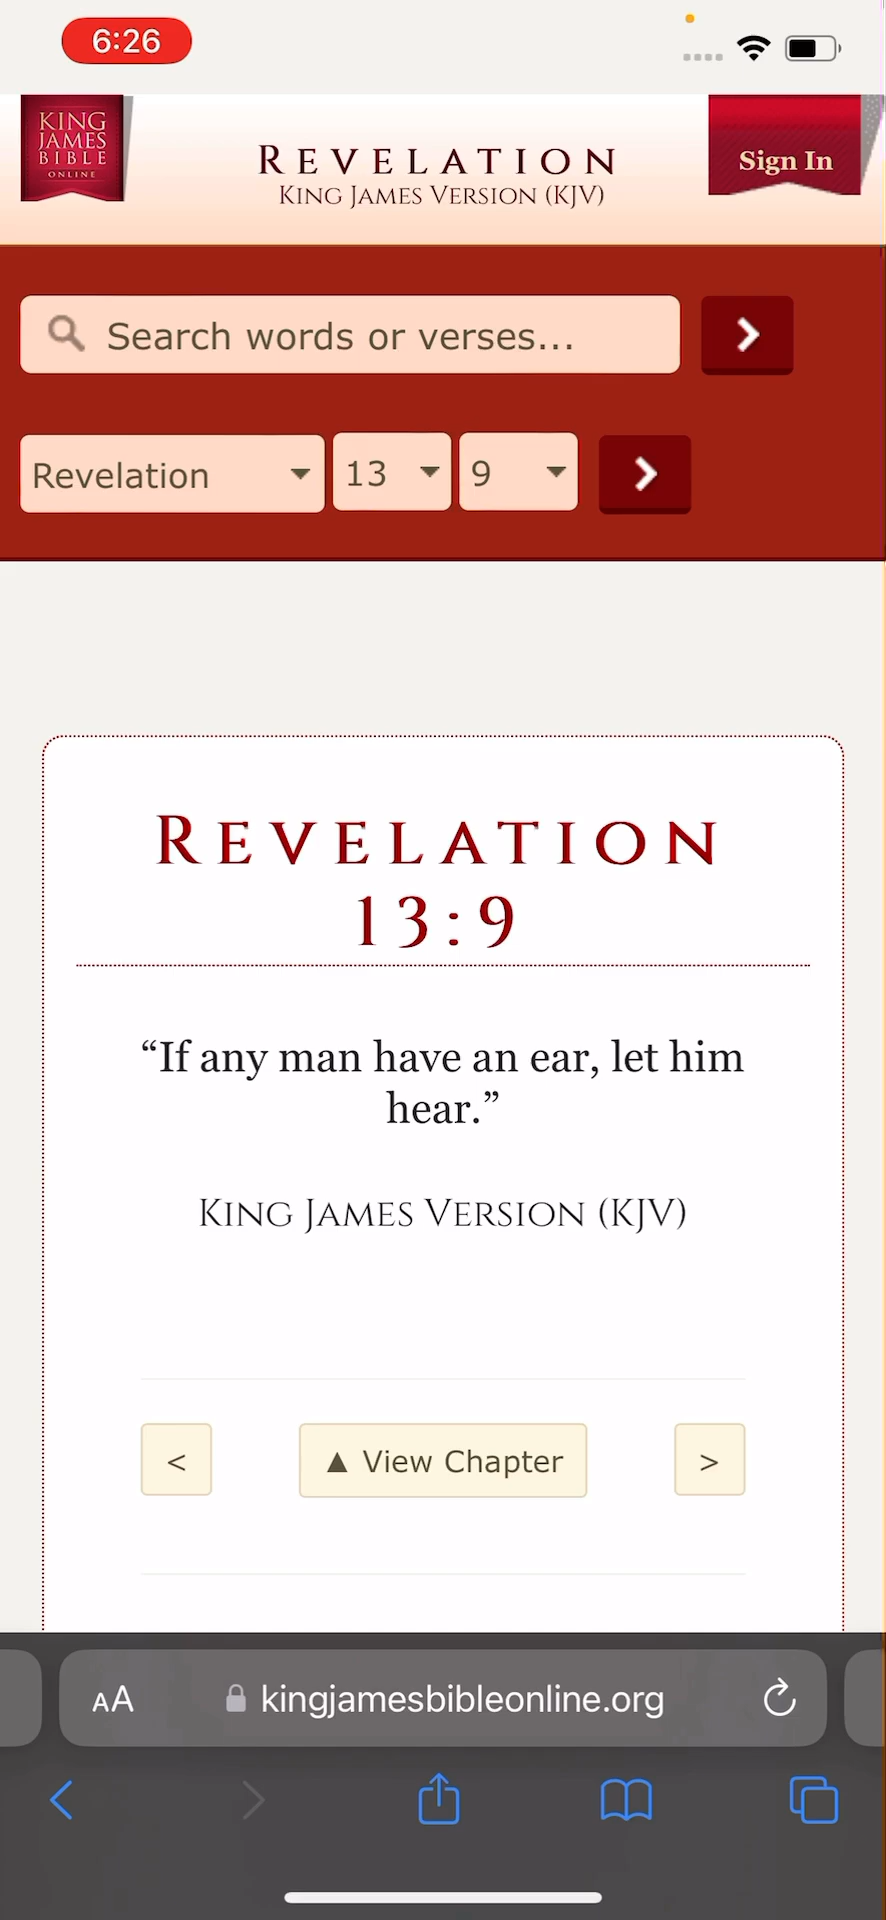 6:26
KING
JAMES
BIBLE
ONLINE
REVELATION
KING JAMES VERSION (KJV)
Sign In
Search words or verses...
Revelation 13 9
REVELATION
13:9
“If any man have an ear, let him
hear.”
KING JAMES VERSION (KJV)
< ▲ View Chapter >
AA kingjamesbibleonline.org